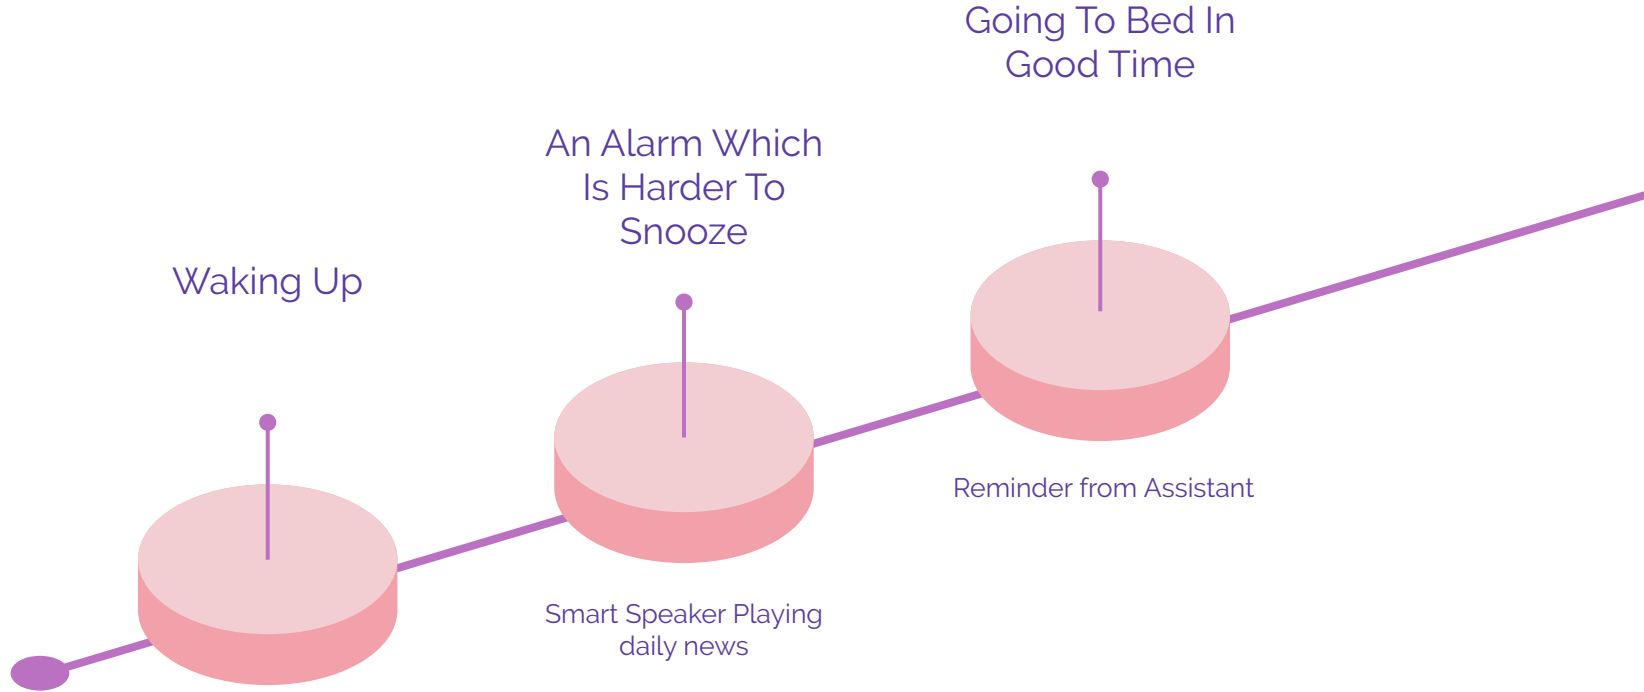 Waking Up
An Alarm Which
Is Harder To
Snooze
Smart Speaker Playing
daily news
Going To Bed In
Good Time
Reminder from Assistant